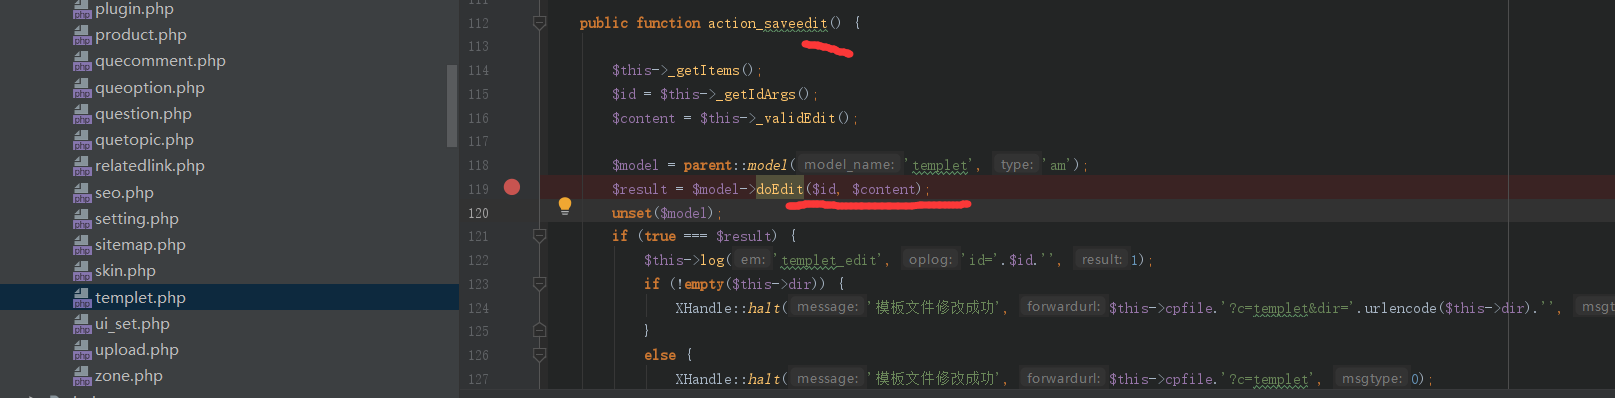 plugin.php
product.php
quecomment.php
queoption.php
question.php
quetopic.php
relatedlink.php
seo.php
setting.php
sitemap.php
skin.php
templet.php
ui_set.php
upload.php
zone.php
112 public function action_saveedit() {
113
114 $this->_getItems();
115 $id = $this->_getIdArgs();
116 $content = $this->_validEdit();
117
118 $model = parent::model( model_name: 'templet', type: 'am');
119 $result = $model->doEdit($id, $content);
120 unset($model);
121 if (true === $result) {
122 $this->log( em: 'templet_edit', oplog: 'id='.$id.'', result: 1);
123 if (!empty($this->dir)) {
124 XHandle::halt( message: '模板文件修改成功', forwardurl: $this->cpfile.'?c=templet&dir='.urlencode($this->dir).'',
125 }
126 else {
127 XHandle::halt( message: '模板文件修改成功', forwardurl: $this->cpfile.'?c=templet', msgtype: 0);